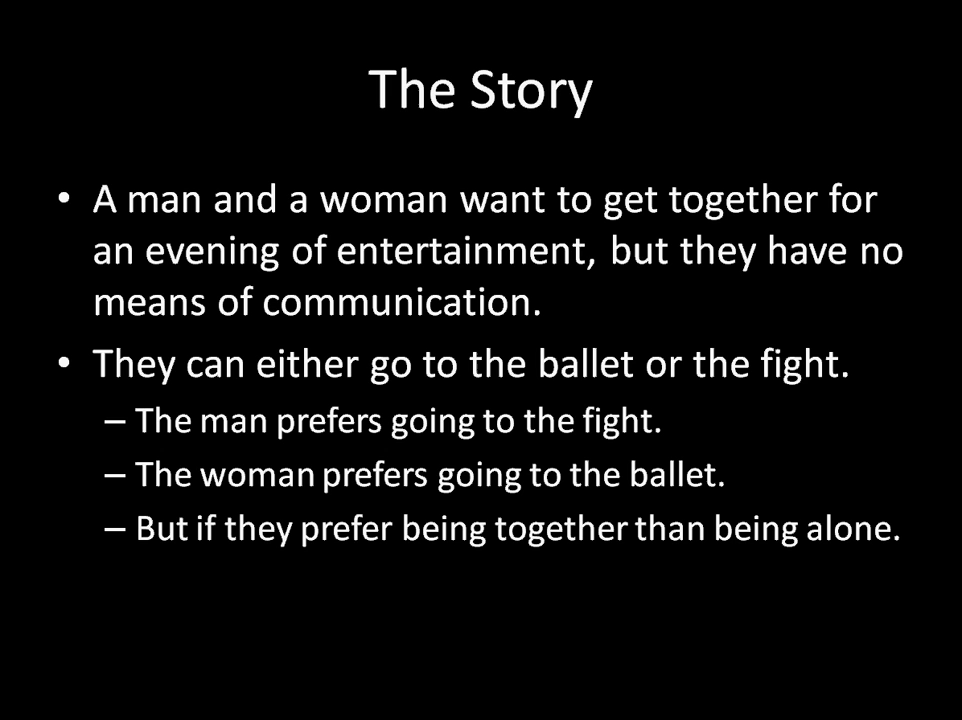 The Story
• A man and a woman want to get together for
an evening of entertainment, but they have no
means of communication.
• They can either go to the ballet or the fight.
– The man prefers going to the fight.
– The woman prefers going to the ballet.
– But if they prefer being together than being alone.